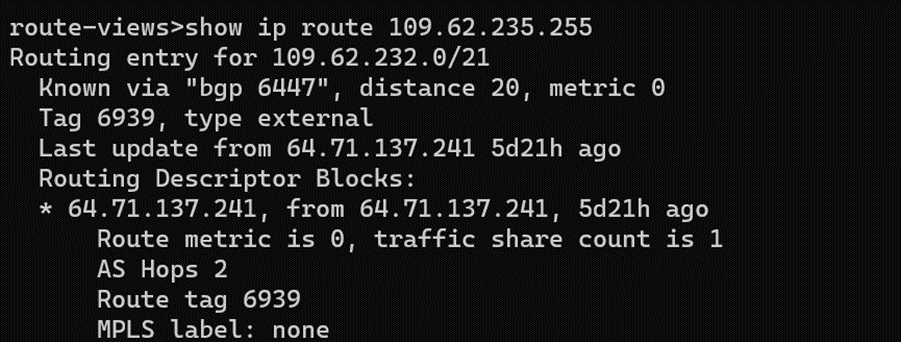 route-views>show ip route 109.62.235.255
Routing entry for 109.62.232.0/21
Known via "bgp 6447", distance 20, metric 0
Tag 6939, type external
Last update from 64.71.137.241 5d21h ago
Routing Descriptor Blocks:
* 64.71.137.241, from 64.71.137.241, 5d21h ago
Route metric is 0, traffic share count is 1
AS Hops 2
Route tag 6939
MPLS label: none